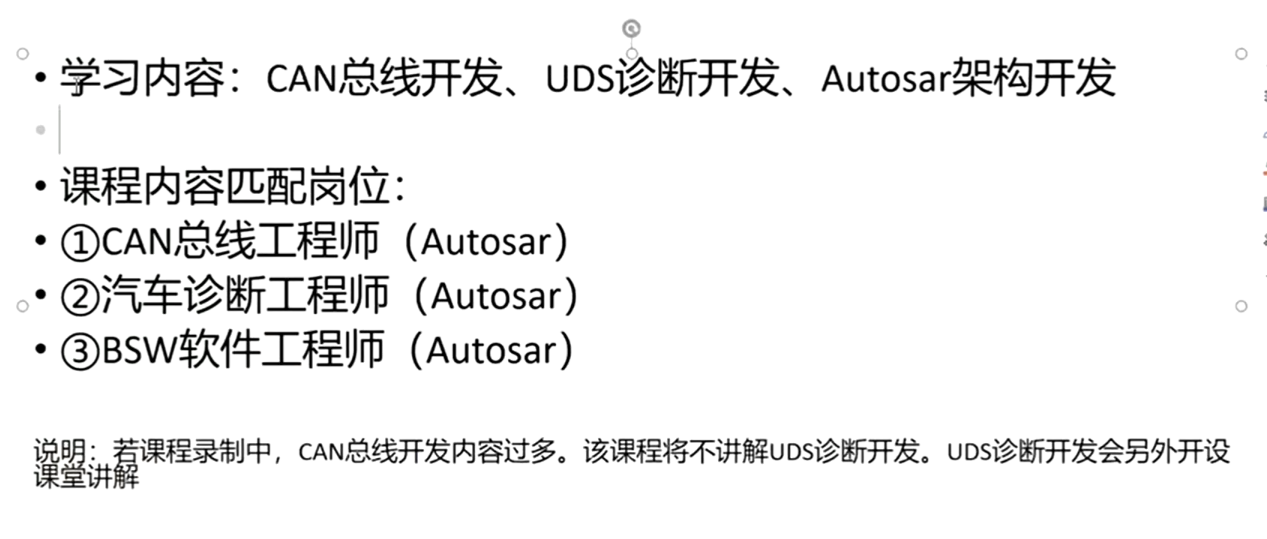 • 学习内容：CAN总线开发、UDS诊断开发、Autosar架构开发
• 课程内容匹配岗位：
• ①CAN总线工程师（Autosar）
• ②汽车诊断工程师（Autosar）
• ③BSW软件工程师（Autosar）
说明：若课程录制中，CAN总线开发内容过多。该课程将不讲解UDS诊断开发。UDS诊断开发会另外开设
课堂讲解